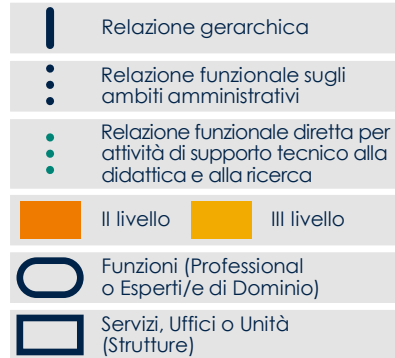 Relazione gerarchica
Relazione funzionale sugli
ambiti amministrativi
Relazione funzionale diretta per
attività di supporto tecnico alla
didattica e alla ricerca
II livello
III livello
Funzioni (Professional
o Esperti/e di Dominio)
Servizi, Uffici o Unità
(Strutture)